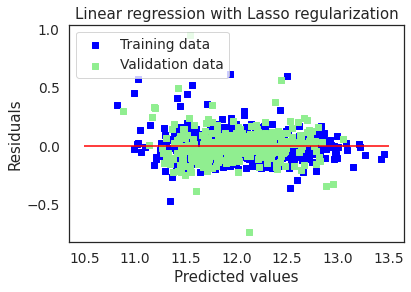 Linear regression with Lasso regularization
Training data
Validation data
1.0
0.5
0.0
−0.5
Residuals
10.5 11.0 11.5 12.0 12.5 13.0 13.5
Predicted values